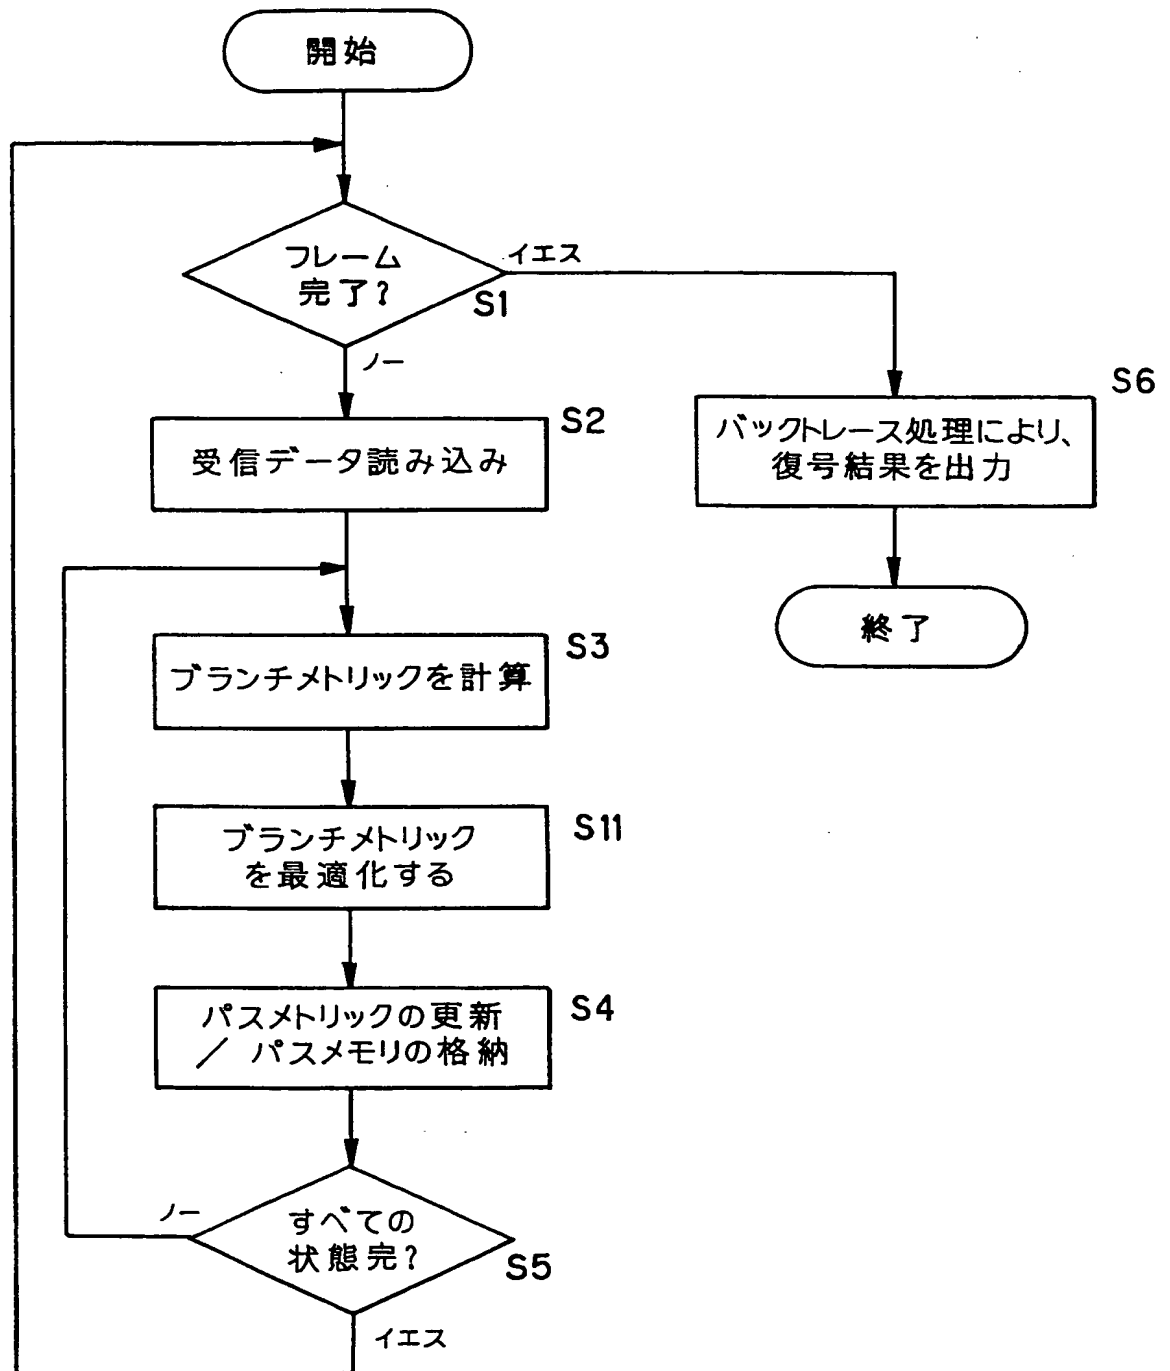 開始
フレーム
完了?
イエス
S1
ノー
S2
受信データ読み込み
S6
バックトレース処理により、
復号結果を出力
終了
S3
ブランチメトリックを計算
S11
ブランチメトリック
を最適化する
S4
パスメトリックの更新
/ パスメモリの格納
ノー
すべての
状態完?
S5
イエス